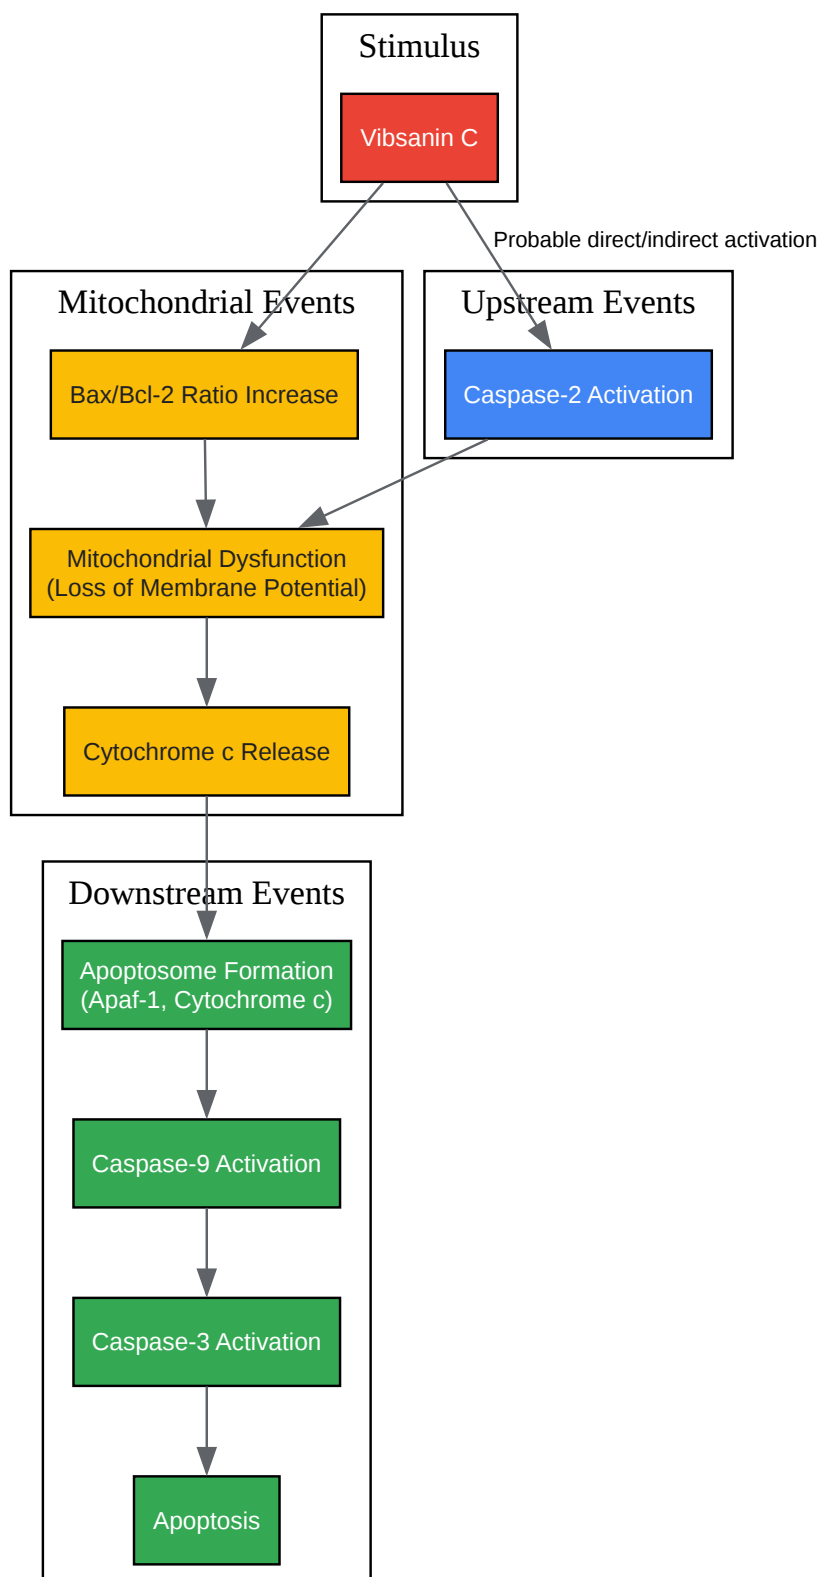 Stimulus
Vibsanin C
Probable direct/indirect activation
Mitochondrial Events
Upstream Events
Bax/Bcl-2 Ratio Increase
Caspase-2 Activation
Mitochondrial Dysfunction
(Loss of Membrane Potential)
Cytochrome c Release
Downstream Events
Apoptosome Formation
(Apaf-1, Cytochrome c)
Caspase-9 Activation
Caspase-3 Activation
Apoptosis